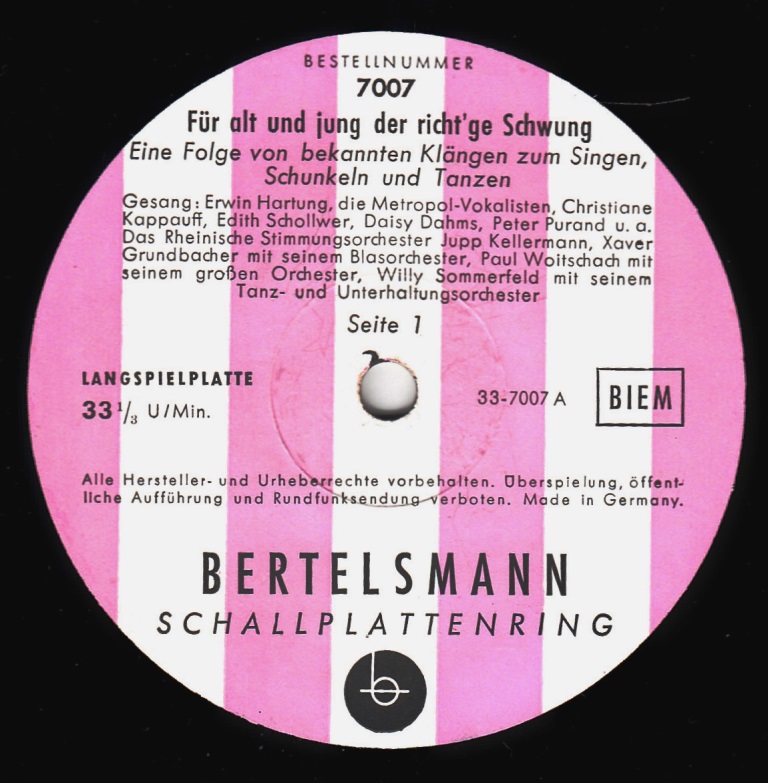 BESTELLNUMMER
7007
Für alt und jung der richt'ge Schwung
Eine Folge von bekannten Klängen zum Singen,
Schunkeln und Tanzen
Gesang: Erwin Hartung, die Metropol-Vokalisten, Christiane
Kappauff, Edith Schollwer, Daisy Dahms, Peter Purand u. a.
Das Rheinische Stimmungsorchester Jupp Kellermann, Xaver
Grundbacher mit seinem Blasorchester, Paul Woitschach mit
seinem großen Orchester, Willy Sommerfeld mit seinem
Tanz- und Unterhaltungsorchester
Seite 1
LANGSPIELPLATTE
33 1/3 U/Min.
33-7007 A
BIEM
Alle Hersteller- und Urheberrechte vorbehalten. Überspielung, öffent-
liche Aufführung und Rundfunksendung verboten. Made in Germany.
BERTELSMANN
SCHALLPLATTENRING
b